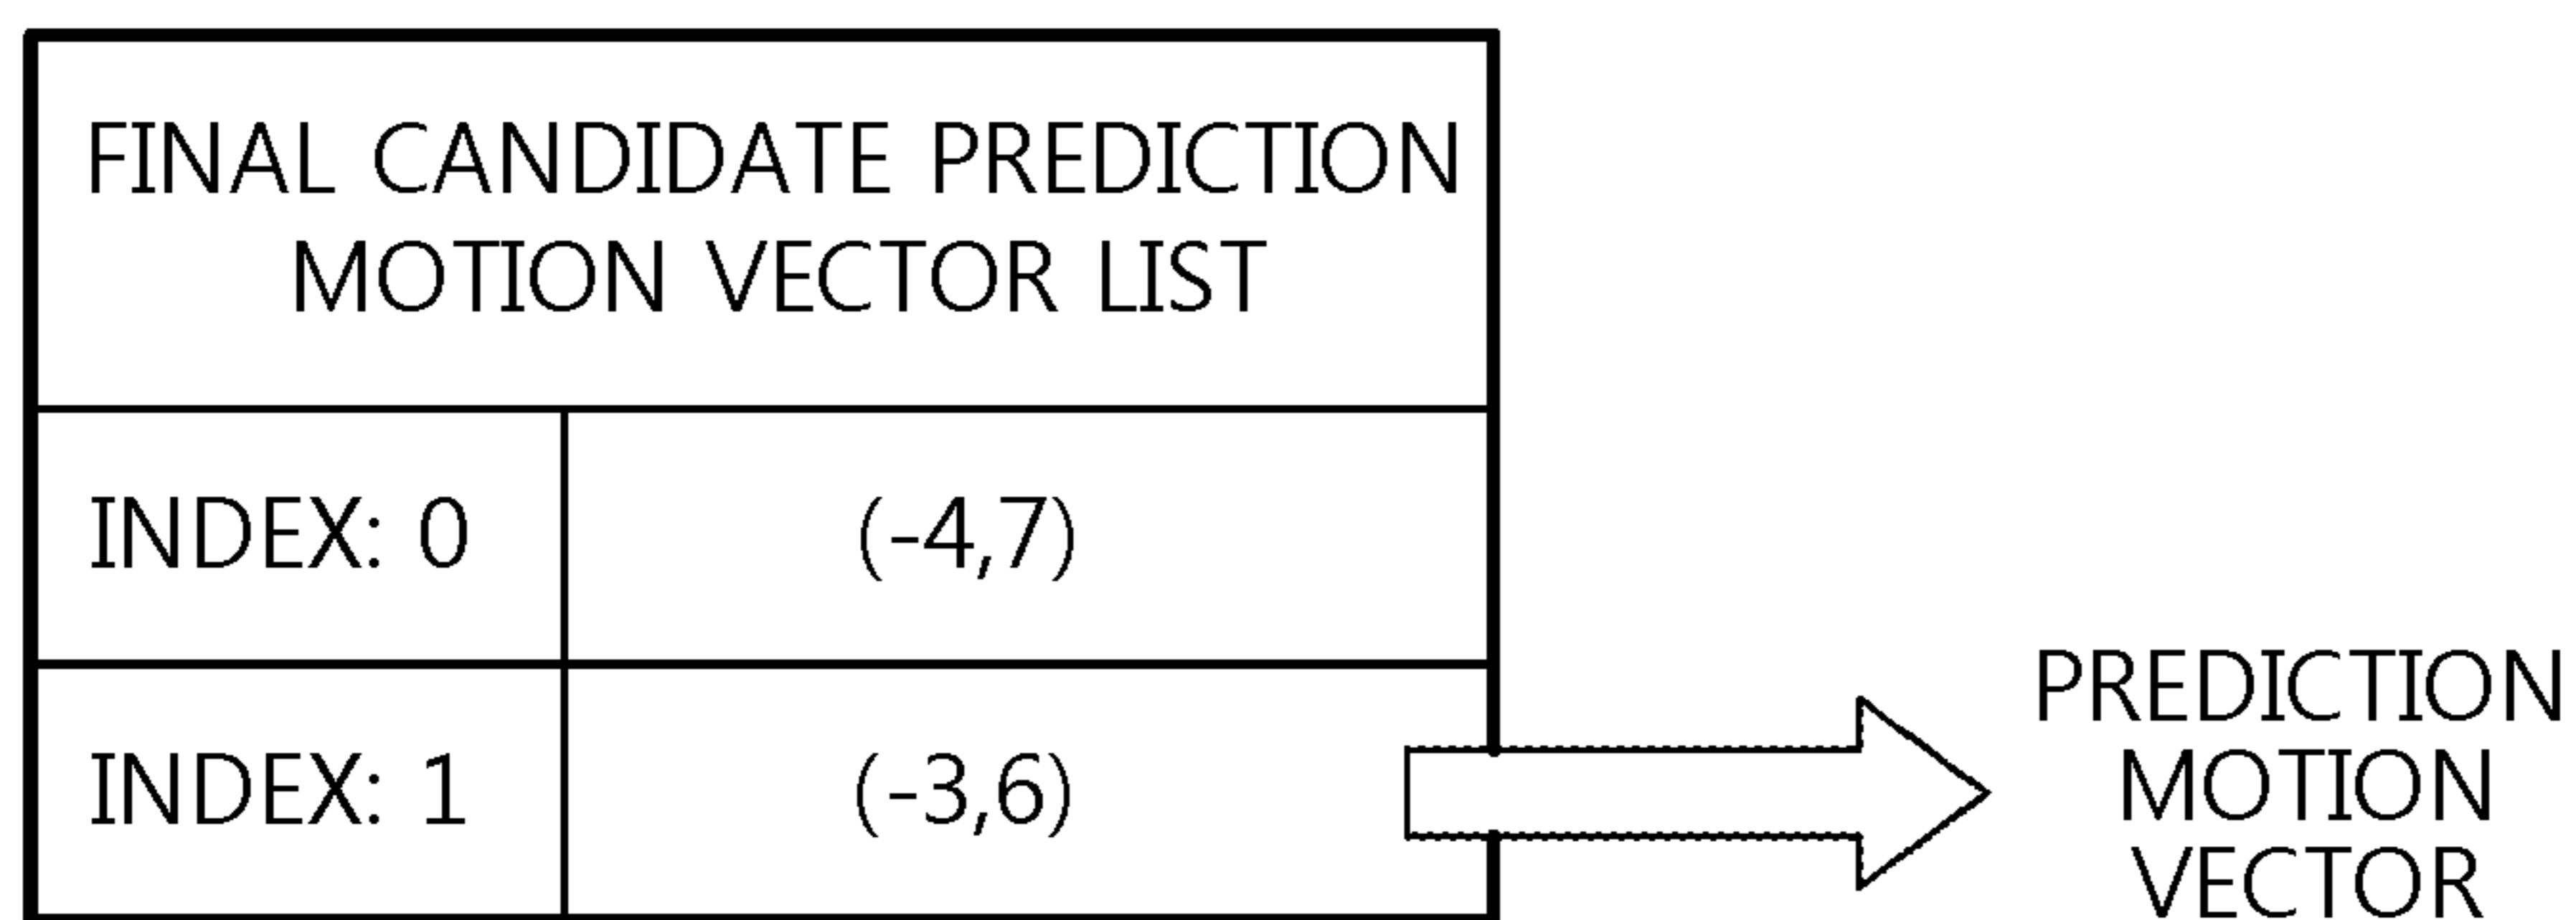 FINAL CANDIDATE PREDICTION
MOTION VECTOR LIST
INDEX: 0 (-4,7)
INDEX: 1 (-3,6)
PREDICTION
MOTION
VECTOR